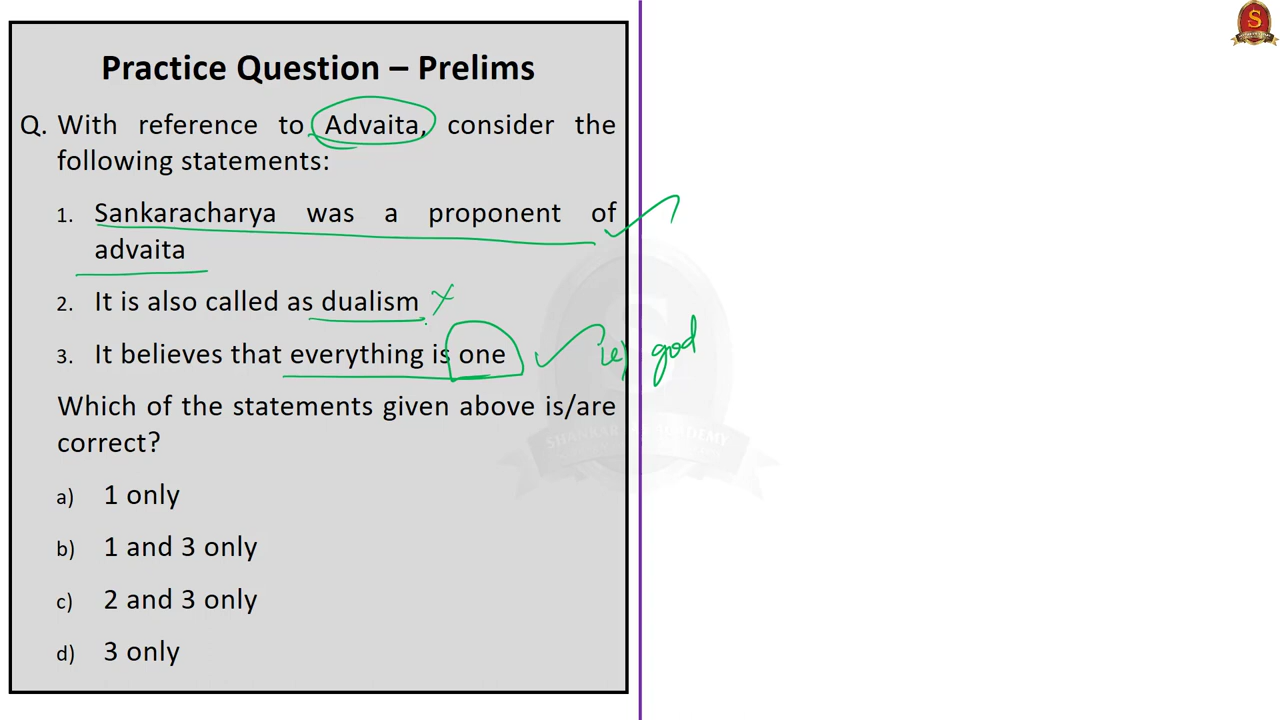 Practice Question – Prelims
Q. With reference to Advaita, consider the
following statements:
1. Sankaracharya was a proponent of
advaita
2. It is also called as dualism
3. It believes that everything is one
ie) god
Which of the statements given above is/are
correct?
a) 1 only
b) 1 and 3 only
c) 2 and 3 only
d) 3 only